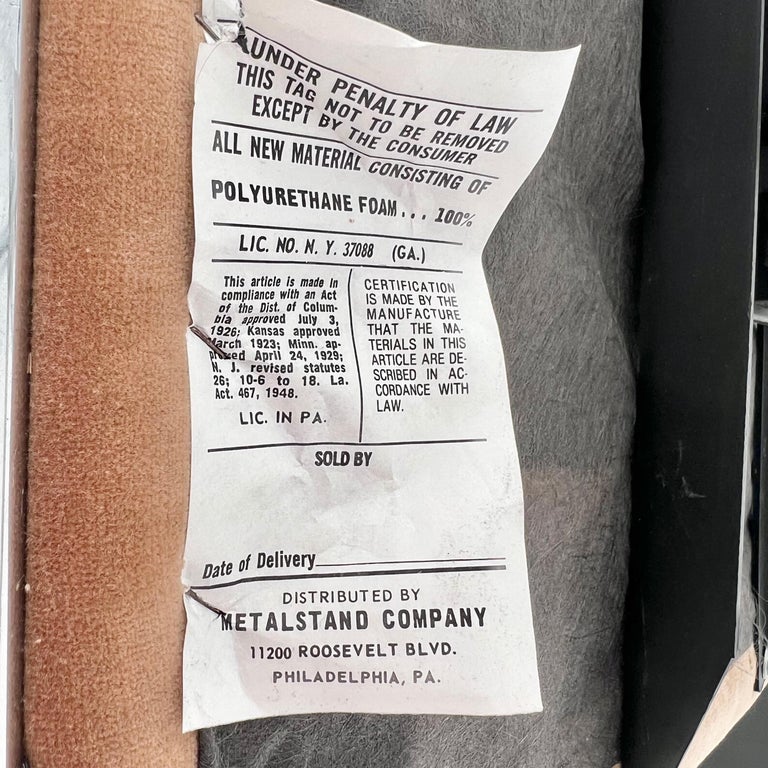 UNDER PENALTY OF LAW
THIS TAG NOT TO BE REMOVED
EXCEPT BY THE CONSUMER
ALL NEW MATERIAL CONSISTING OF
POLYURETHANE FOAM... 100%
LIC. NO. N. Y. 37088 (GA.)
This article is made in
compliance with an Act
of the Dist. of Colum-
bia approved July 3,
1926; Kansas approved
March 1923; Minn. ap-
proved April 24, 1929;
N. J. revised statutes
26; 10-6 to 18. La.
Act. 467, 1948.
LIC. IN PA.
CERTIFICATION
IS MADE BY THE
MANUFACTURE
THAT THE MA-
TERIALS IN THIS
ARTICLE ARE DE-
SCRIBED IN AC-
CORDANCE WITH
LAW.
SOLD BY
Date of Delivery
DISTRIBUTED BY
METALSTAND COMPANY
11200 ROOSEVELT BLVD.
PHILADELPHIA, PA.